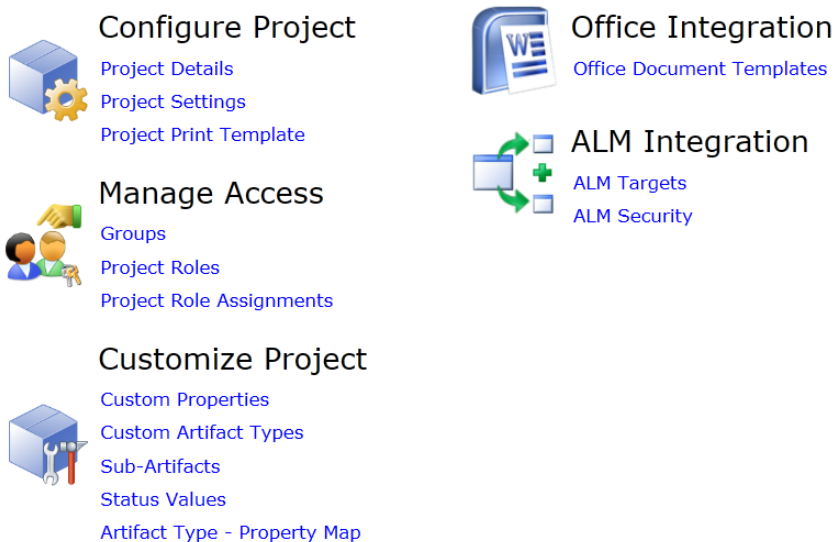 Configure Project
Project Details
Project Settings
Project Print Template
Manage Access
Groups
Project Roles
Project Role Assignments
Customize Project
Custom Properties
Custom Artifact Types
Sub-Artifacts
Status Values
Artifact Type - Property Map
Office Integration
Office Document Templates
ALM Integration
ALM Targets
ALM Security